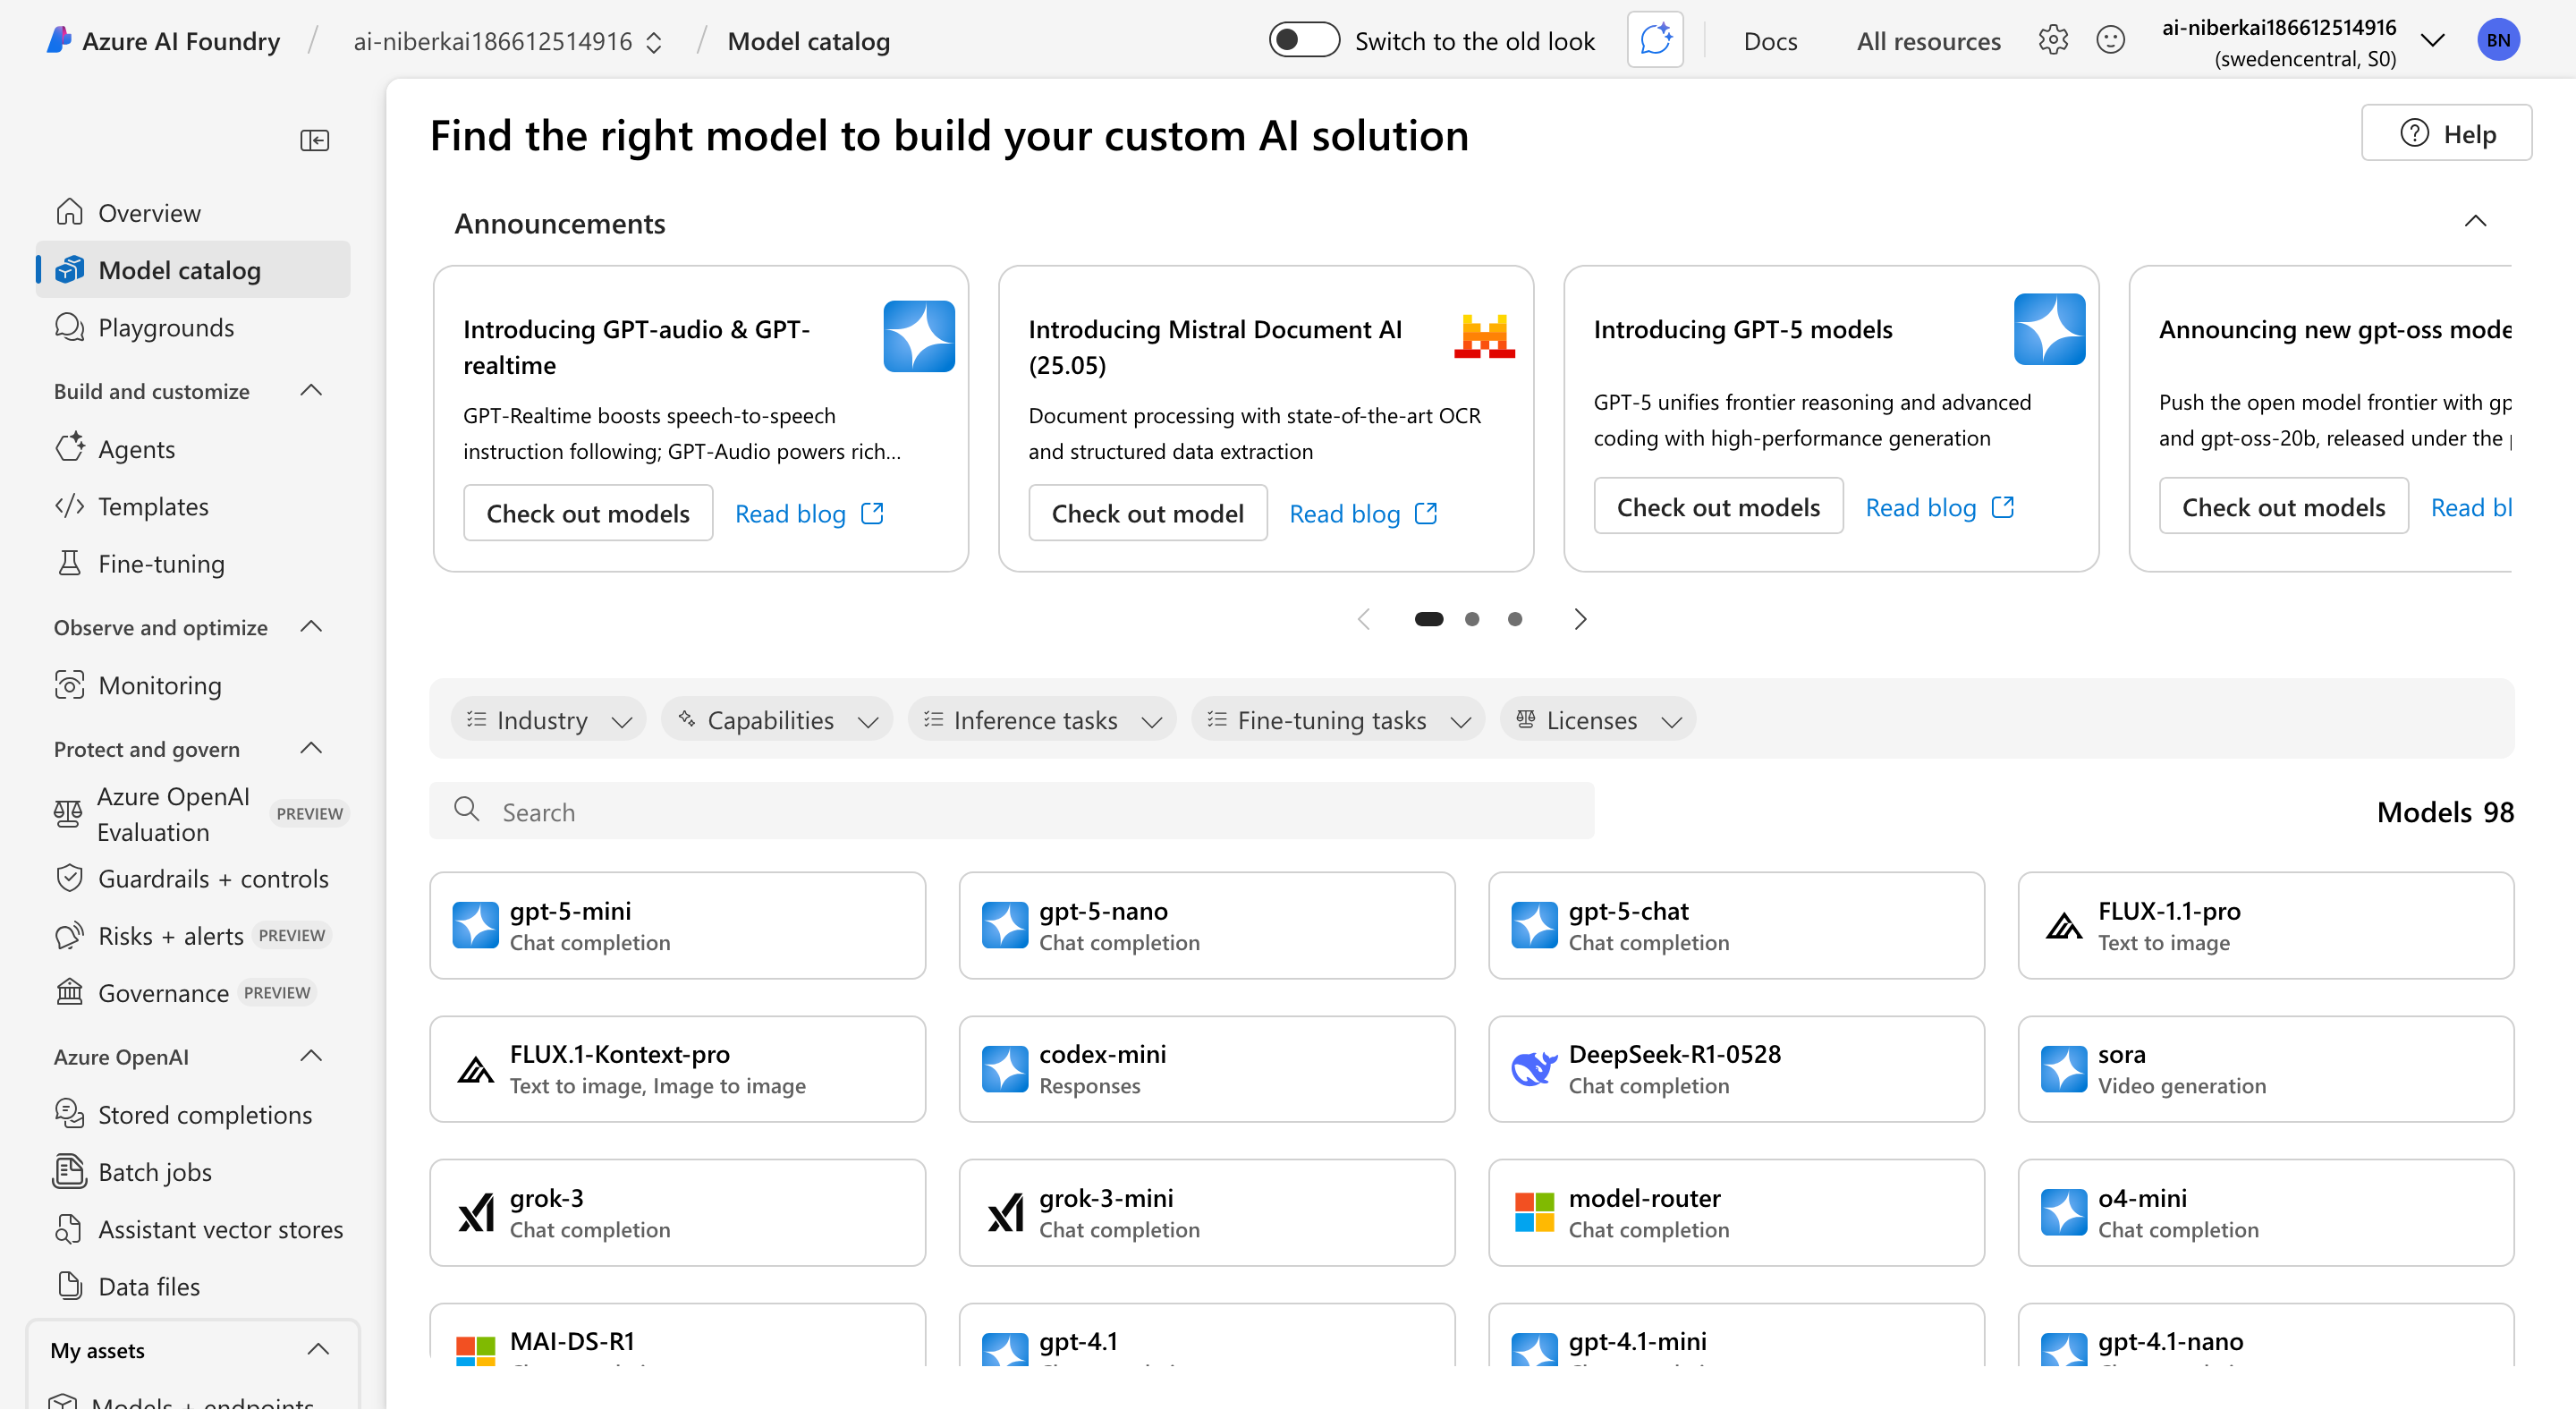 Azure AI Foundry / ai-niberkai186612514916 / Model catalog
Switch to the old look
Docs
All resources
ai-niberkai186612514916
(swedencentral, S0)
BN
Overview
Model catalog
Playgrounds
Build and customize
Agents
Templates
Fine-tuning
Observe and optimize
Monitoring
Protect and govern
Azure OpenAI
Evaluation
PREVIEW
Guardrails + controls
Risks + alerts PREVIEW
Governance PREVIEW
Azure OpenAI
Stored completions
Batch jobs
Assistant vector stores
Data files
My assets
Models + endpoints
Find the right model to build your custom AI solution
Help
Announcements
Introducing GPT-audio & GPT-
realtime
GPT-Realtime boosts speech-to-speech
instruction following; GPT-Audio powers rich...
Check out models
Read blog
Introducing Mistral Document AI
(25.05)
Document processing with state-of-the-art OCR
and structured data extraction
Check out model
Read blog
Introducing GPT-5 models
GPT-5 unifies frontier reasoning and advanced
coding with high-performance generation
Check out models
Read blog
Announcing new gpt-oss mode
Push the open model frontier with gp
and gpt-oss-20b, released under the
Check out models
Read bl
Industry
Capabilities
Inference tasks
Fine-tuning tasks
Licenses
Search
Models 98
gpt-5-mini
Chat completion
gpt-5-nano
Chat completion
gpt-5-chat
Chat completion
FLUX-1.1-pro
Text to image
FLUX.1-Kontext-pro
Text to image, Image to image
codex-mini
Responses
DeepSeek-R1-0528
Chat completion
sora
Video generation
grok-3
Chat completion
grok-3-mini
Chat completion
model-router
Chat completion
o4-mini
Chat completion
MAI-DS-R1
gpt-4.1
gpt-4.1-mini
gpt-4.1-nano